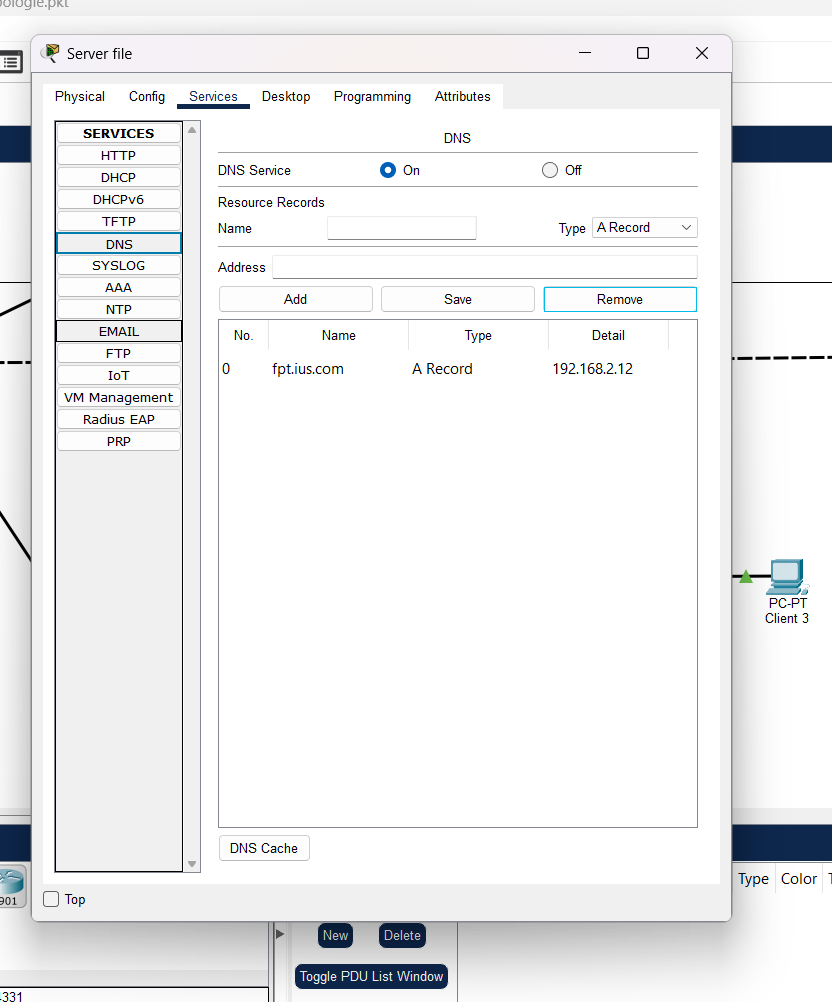 ologie.pkt
Server file
Physical Config Services Desktop Programming Attributes
SERVICES
HTTP
DHCP
DHCPv6
TFTP
DNS
SYSLOG
AAA
NTP
EMAIL
FTP
IoT
VM Management
Radius EAP
PRP
DNS
DNS Service On Off
Resource Records
Name Type A Record
Address
Add Save Remove
No. Name Type Detail
0 fpt.ius.com A Record 192.168.2.12
DNS Cache
Top
PC-PT
Client 3
901
Type Color
New Delete
Toggle PDU List Window
4331